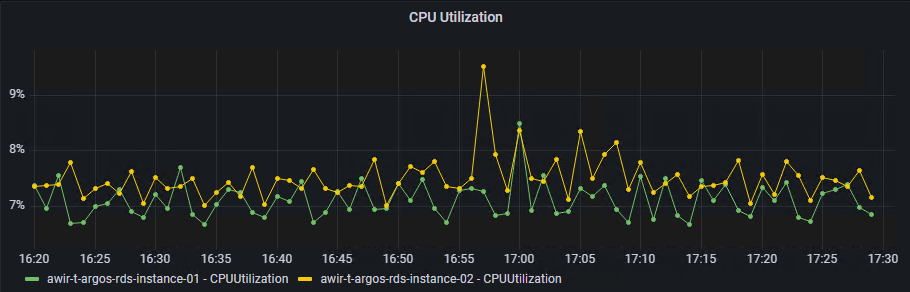 CPU Utilization
9%
8%
7%
16:20 16:25 16:30 16:35 16:40 16:45 16:50 16:55 17:00 17:05 17:10 17:15 17:20 17:25 17:30
awir-t-argos-rds-instance-01 - CPUUtilization awir-t-argos-rds-instance-02 - CPUUtilization